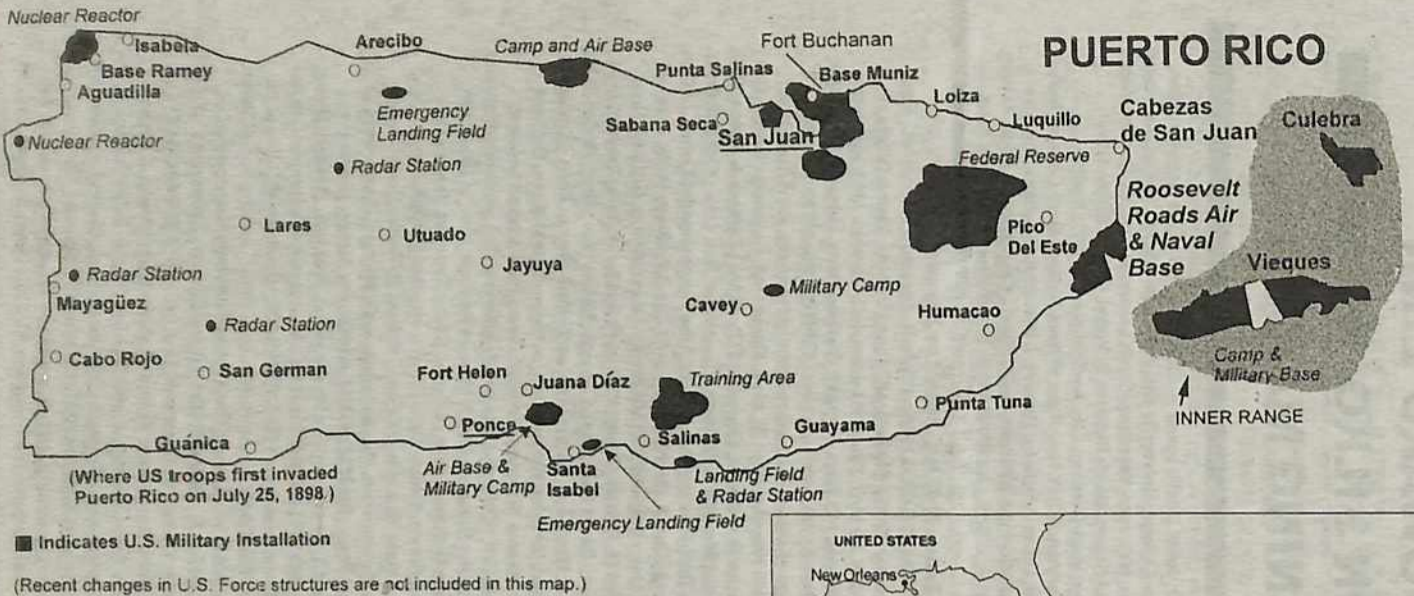 Nuclear Reactor
Isabela
Base Ramey
Aguadilla
Nuclear Reactor
Arecibo
Emergency
Landing Field
Radar Station
Camp and Air Base
Punta Salinas
Sabana Seca
Fort Buchanan
Base Muniz
San Juan
PUERTO RICO
Loiza
Luquillo
Cabezas
de San Juan
Culebra
Federal Reserve
Roosevelt
Roads Air
& Naval
Base
Pico
Del Este
Vieques
Lares
Utuado
Jayuya
Radar Station
Mayagüez
Radar Station
Military Camp
Cavey
Humacao
Cabo Rojo
San German
Fort Helen
Juana Díaz
Training Area
Camp &
Military Base
INNER RANGE
Punta Tuna
Guánica
Ponce
Salinas
Guayama
(Where US troops first invaded
Puerto Rico on July 25, 1898.)
Air Base &
Military Camp
Santa
Isabel
Landing Field
& Radar Station
Emergency Landing Field
Indicates U.S. Military Installation
(Recent changes in U.S. Force structures are not included in this map.)
UNITED STATES
New Orleans